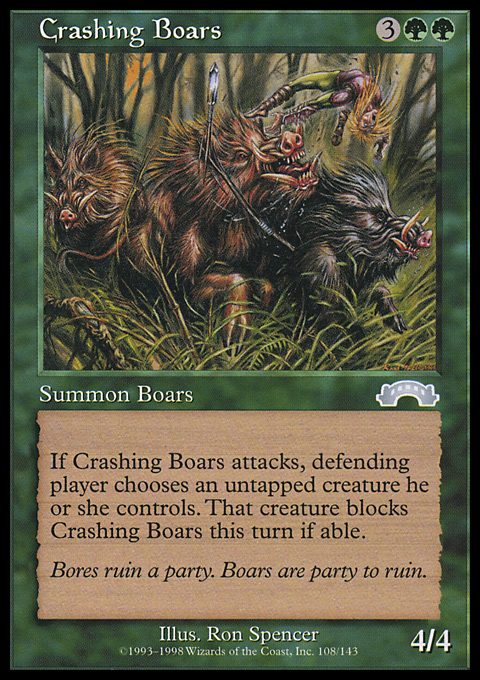 Crashing Boars 3
Summon Boars
If Crashing Boars attacks, defending
player chooses an untapped creature he
or she controls. That creature blocks
Crashing Boars this turn if able.
Bores ruin a party. Boars are party to ruin.
Illus. Ron Spencer
©1993–1998 Wizards of the Coast, Inc. 108/143
4/4